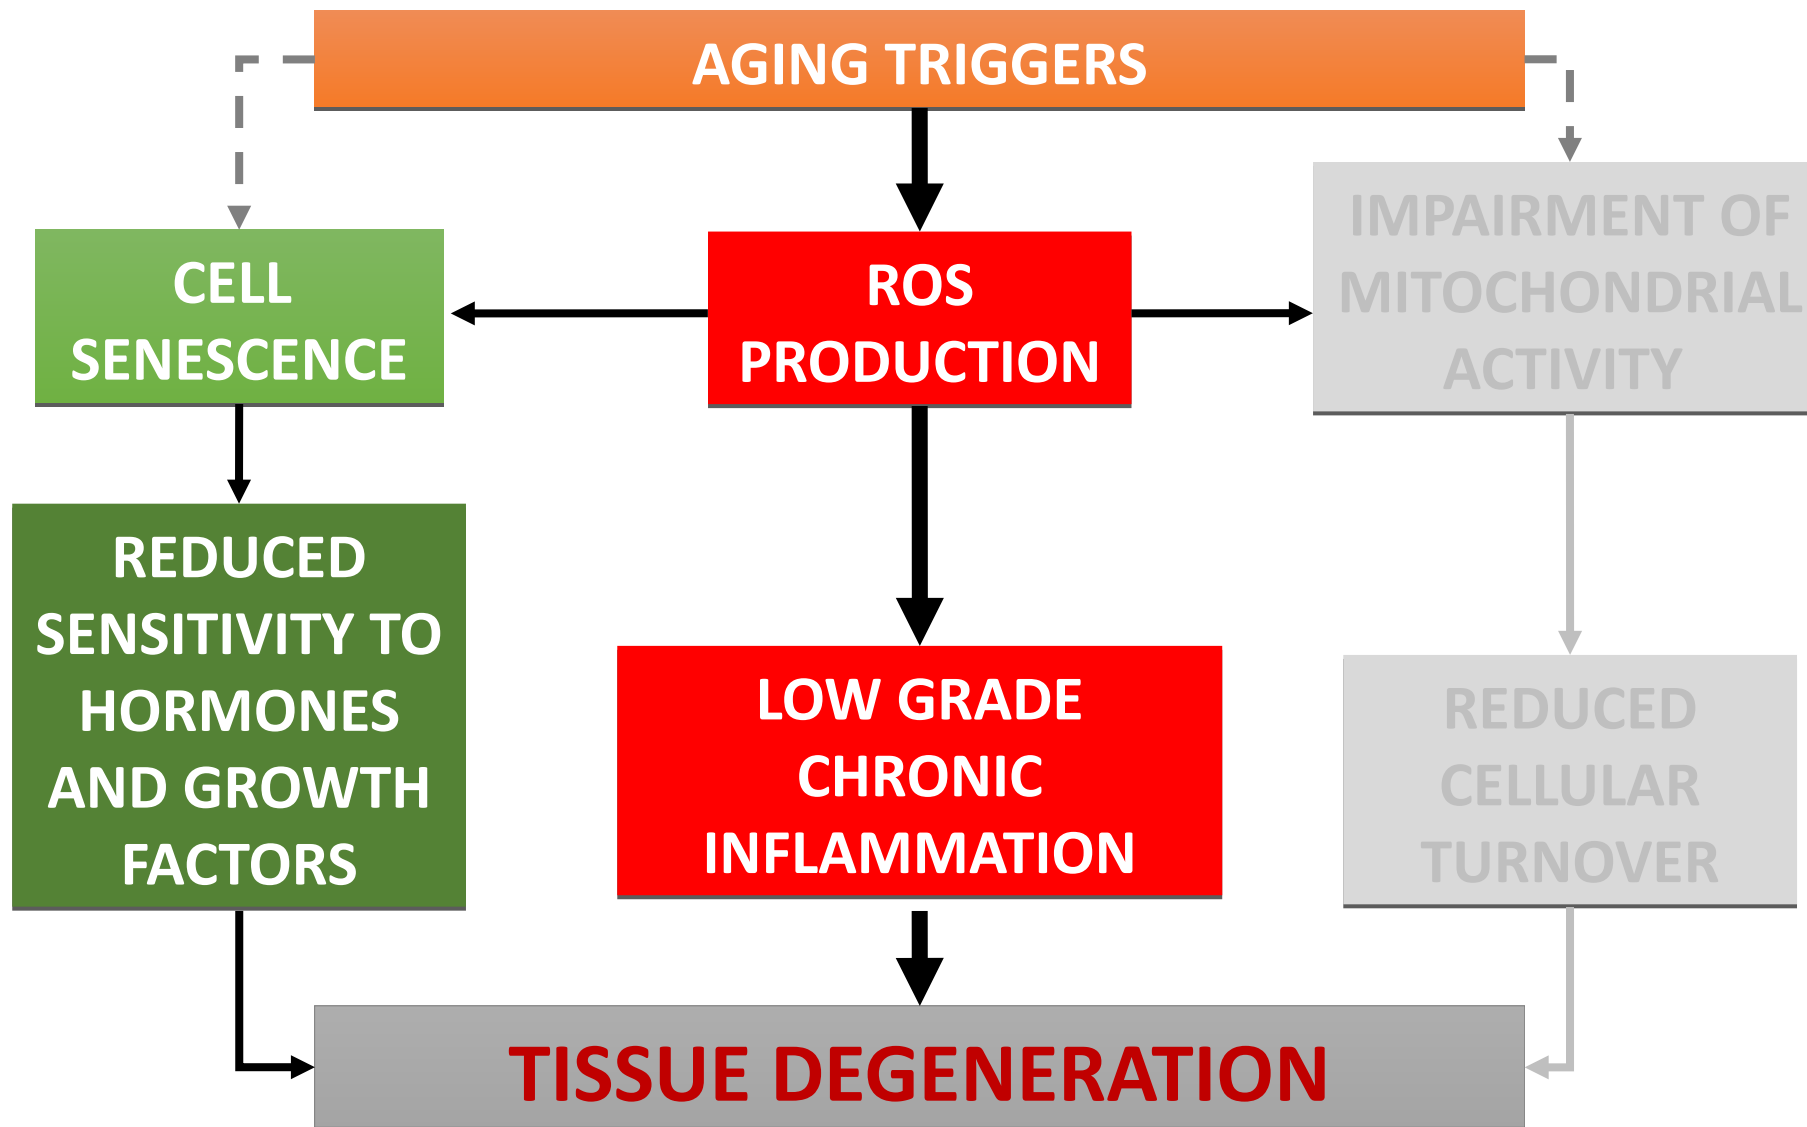 AGING TRIGGERS
CELL
SENESCENCE
ROS
PRODUCTION
IMPAIRMENT OF
MITOCHONDRIAL
ACTIVITY
REDUCED
SENSITIVITY TO
HORMONES
AND GROWTH
FACTORS
LOW GRADE
CHRONIC
INFLAMMATION
REDUCED
CELLULAR
TURNOVER
TISSUE DEGENERATION